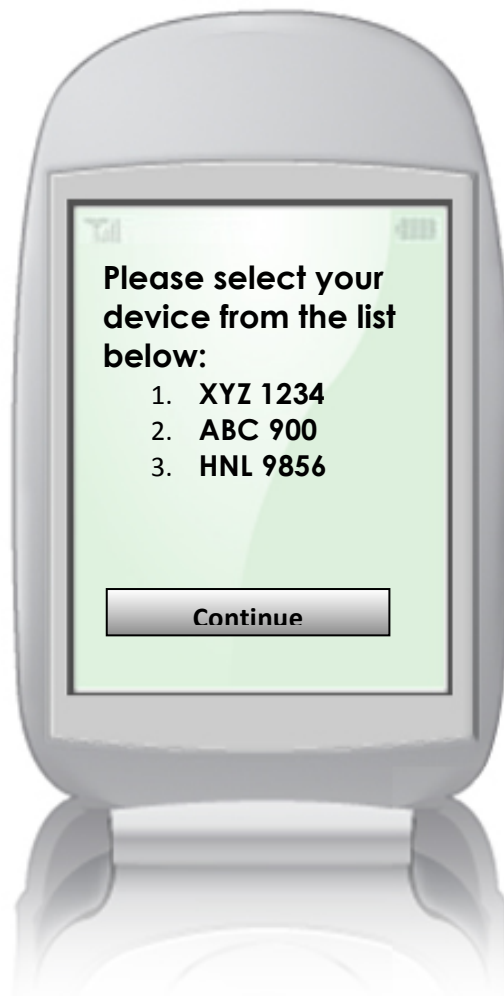 Please select your
device from the list
below:
1. XYZ 1234
2. ABC 900
3. HNL 9856
Continue